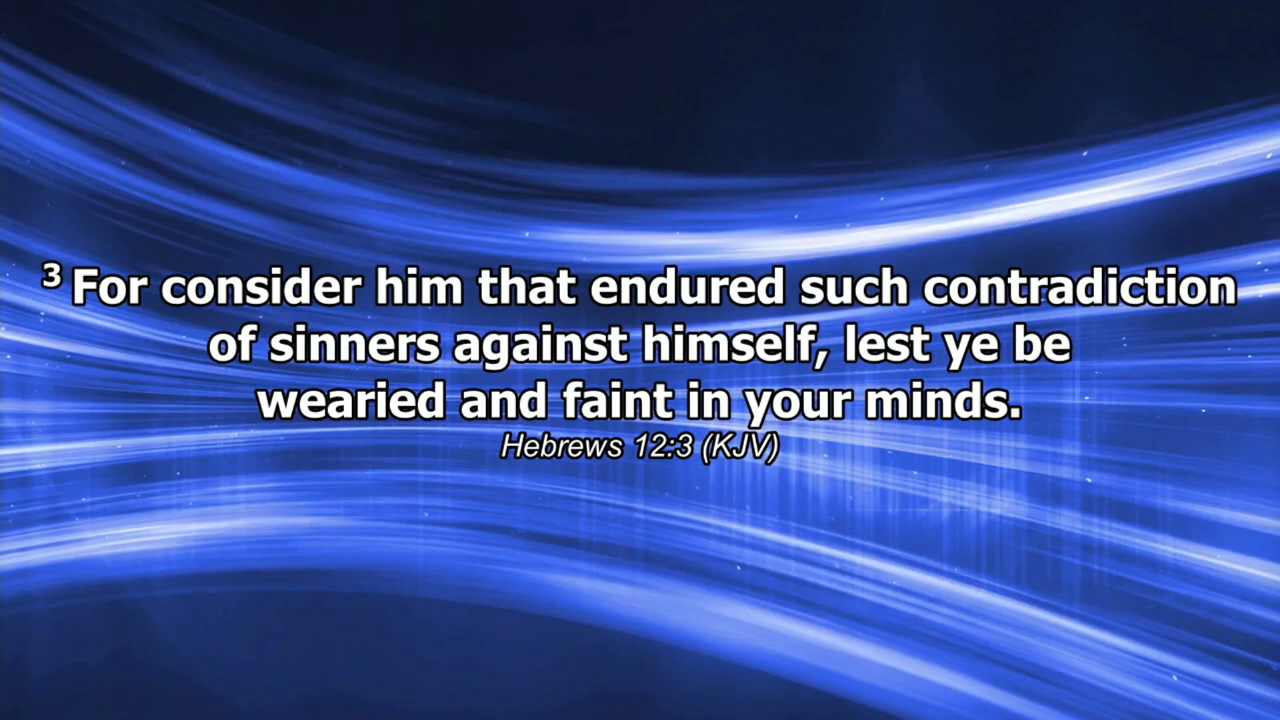 3 For consider him that endured such contradiction
of sinners against himself, lest ye be
wearied and faint in your minds.
Hebrews 12:3 (KJV)